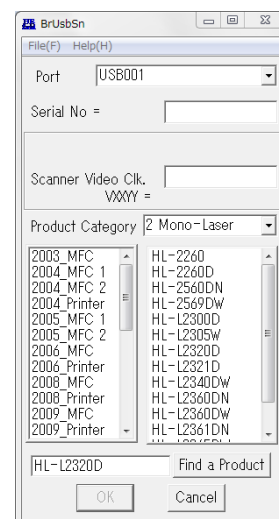 BrUsbSn
File(F) Help(H)
Port USB001
Serial No =
Scanner Video Clk.
VXXYY =
Product Category 2 Mono-Laser
2003_MFC
2004_MFC 1
2004_MFC 2
2004_Printer
2005_MFC 1
2005_MFC 2
2006_MFC
2006_Printer
2008_MFC
2008_Printer
2009_MFC
2009_Printer
HL-2260
HL-2260D
HL-2560DN
HL-2569DW
HL-L2300D
HL-L2305W
HL-L2320D
HL-L2321D
HL-L2340DW
HL-L2360DN
HL-L2360DW
HL-L2361DN
HL-L2320D Find a Product
OK Cancel